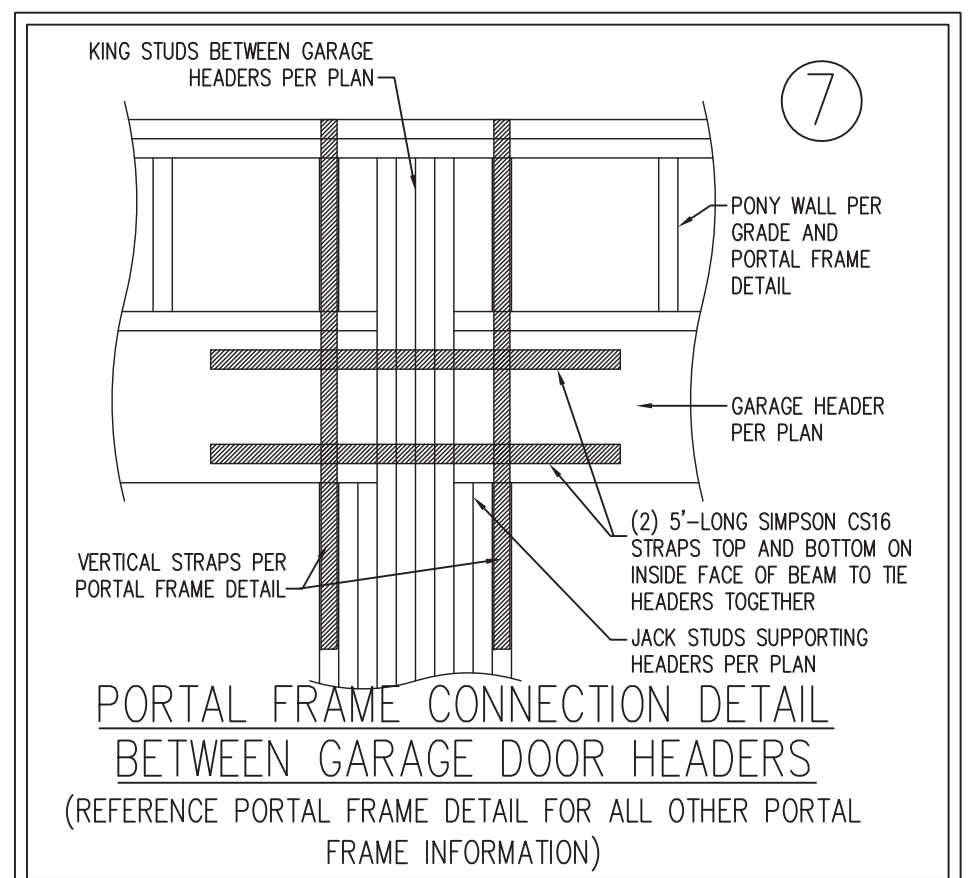 KING STUDS BETWEEN GARAGE
HEADERS PER PLAN
7
PONY WALL PER
GRADE AND
PORTAL FRAME
DETAIL
GARAGE HEADER
PER PLAN
(2) 5'-LONG SIMPSON CS16
STRAPS TOP AND BOTTOM ON
INSIDE FACE OF BEAM TO TIE
HEADERS TOGETHER
VERTICAL STRAPS PER
PORTAL FRAME DETAIL
JACK STUDS SUPPORTING
HEADERS PER PLAN
PORTAL FRAME CONNECTION DETAIL
BETWEEN GARAGE DOOR HEADERS
(REFERENCE PORTAL FRAME DETAIL FOR ALL OTHER PORTAL
FRAME INFORMATION)